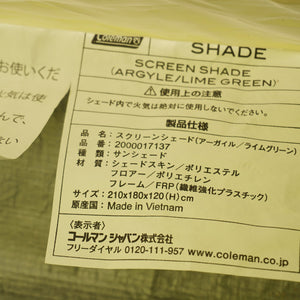 Coleman
SHADE
SCREEN SHADE
(ARGYLE/LIME GREEN)
お使いくだ
火気は使
んで、
い。
⚠使用上の注意
シェード内で火気は絶対に使用しないでください。
製品仕様
品名：スクリーンシェード(アーガイル／ライムグリーン)
品番：2000017137
種類：サンシェード
材質：シェードスキン／ポリエステル
フロアー／ポリエチレン
フレーム／FRP(繊維強化プラスチック)
サイズ：210x180x120(H)cm
原産国：Made in Vietnam
<表示者>
コールマン ジャパン株式会社
フリーダイヤル 0120-111-957 www.coleman.co.jp